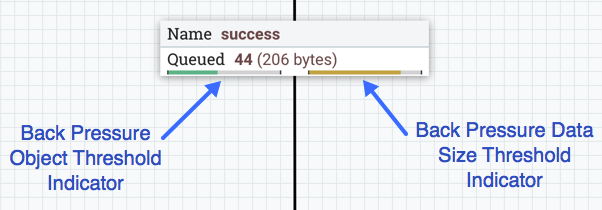 Name success
Queued 44 (206 bytes)
Back Pressure
Object Threshold
Indicator
Back Pressure Data
Size Threshold
Indicator